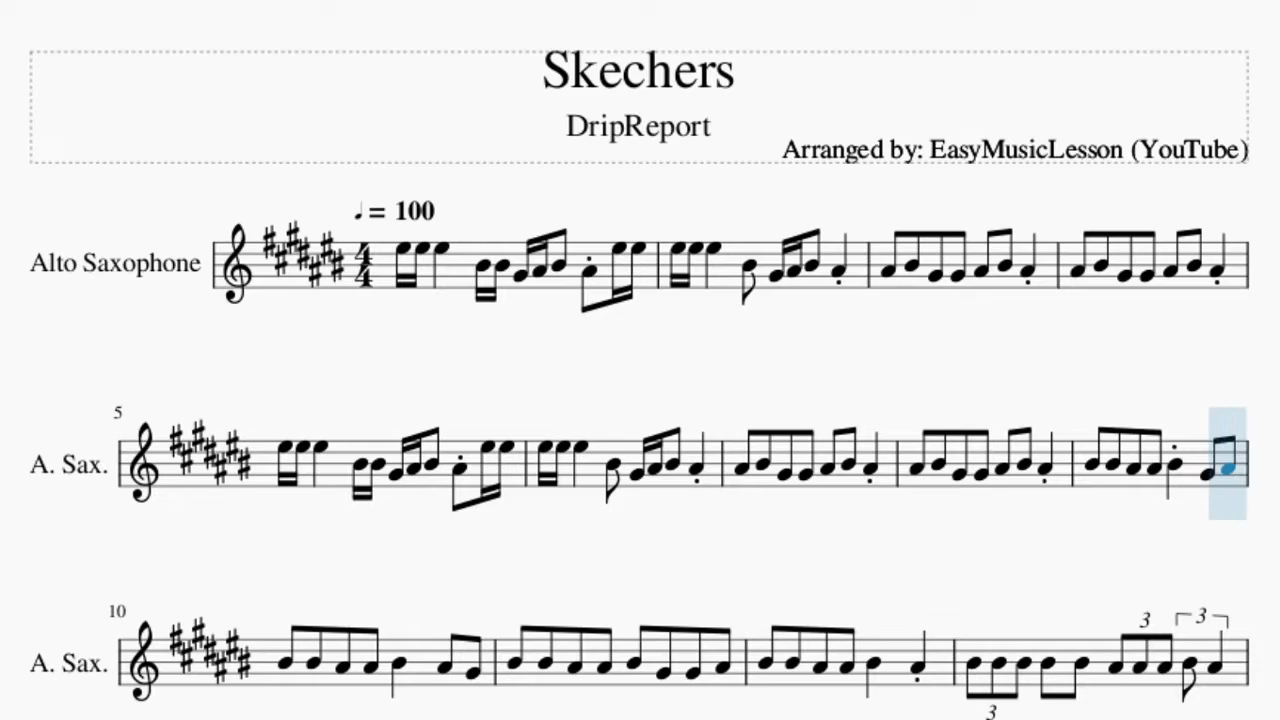 Skechers
DripReport
Arranged by: EasyMusicLesson (YouTube)
♩ = 100
Alto Saxophone
4
4
5
A. Sax.
10
3
3
A. Sax.
3